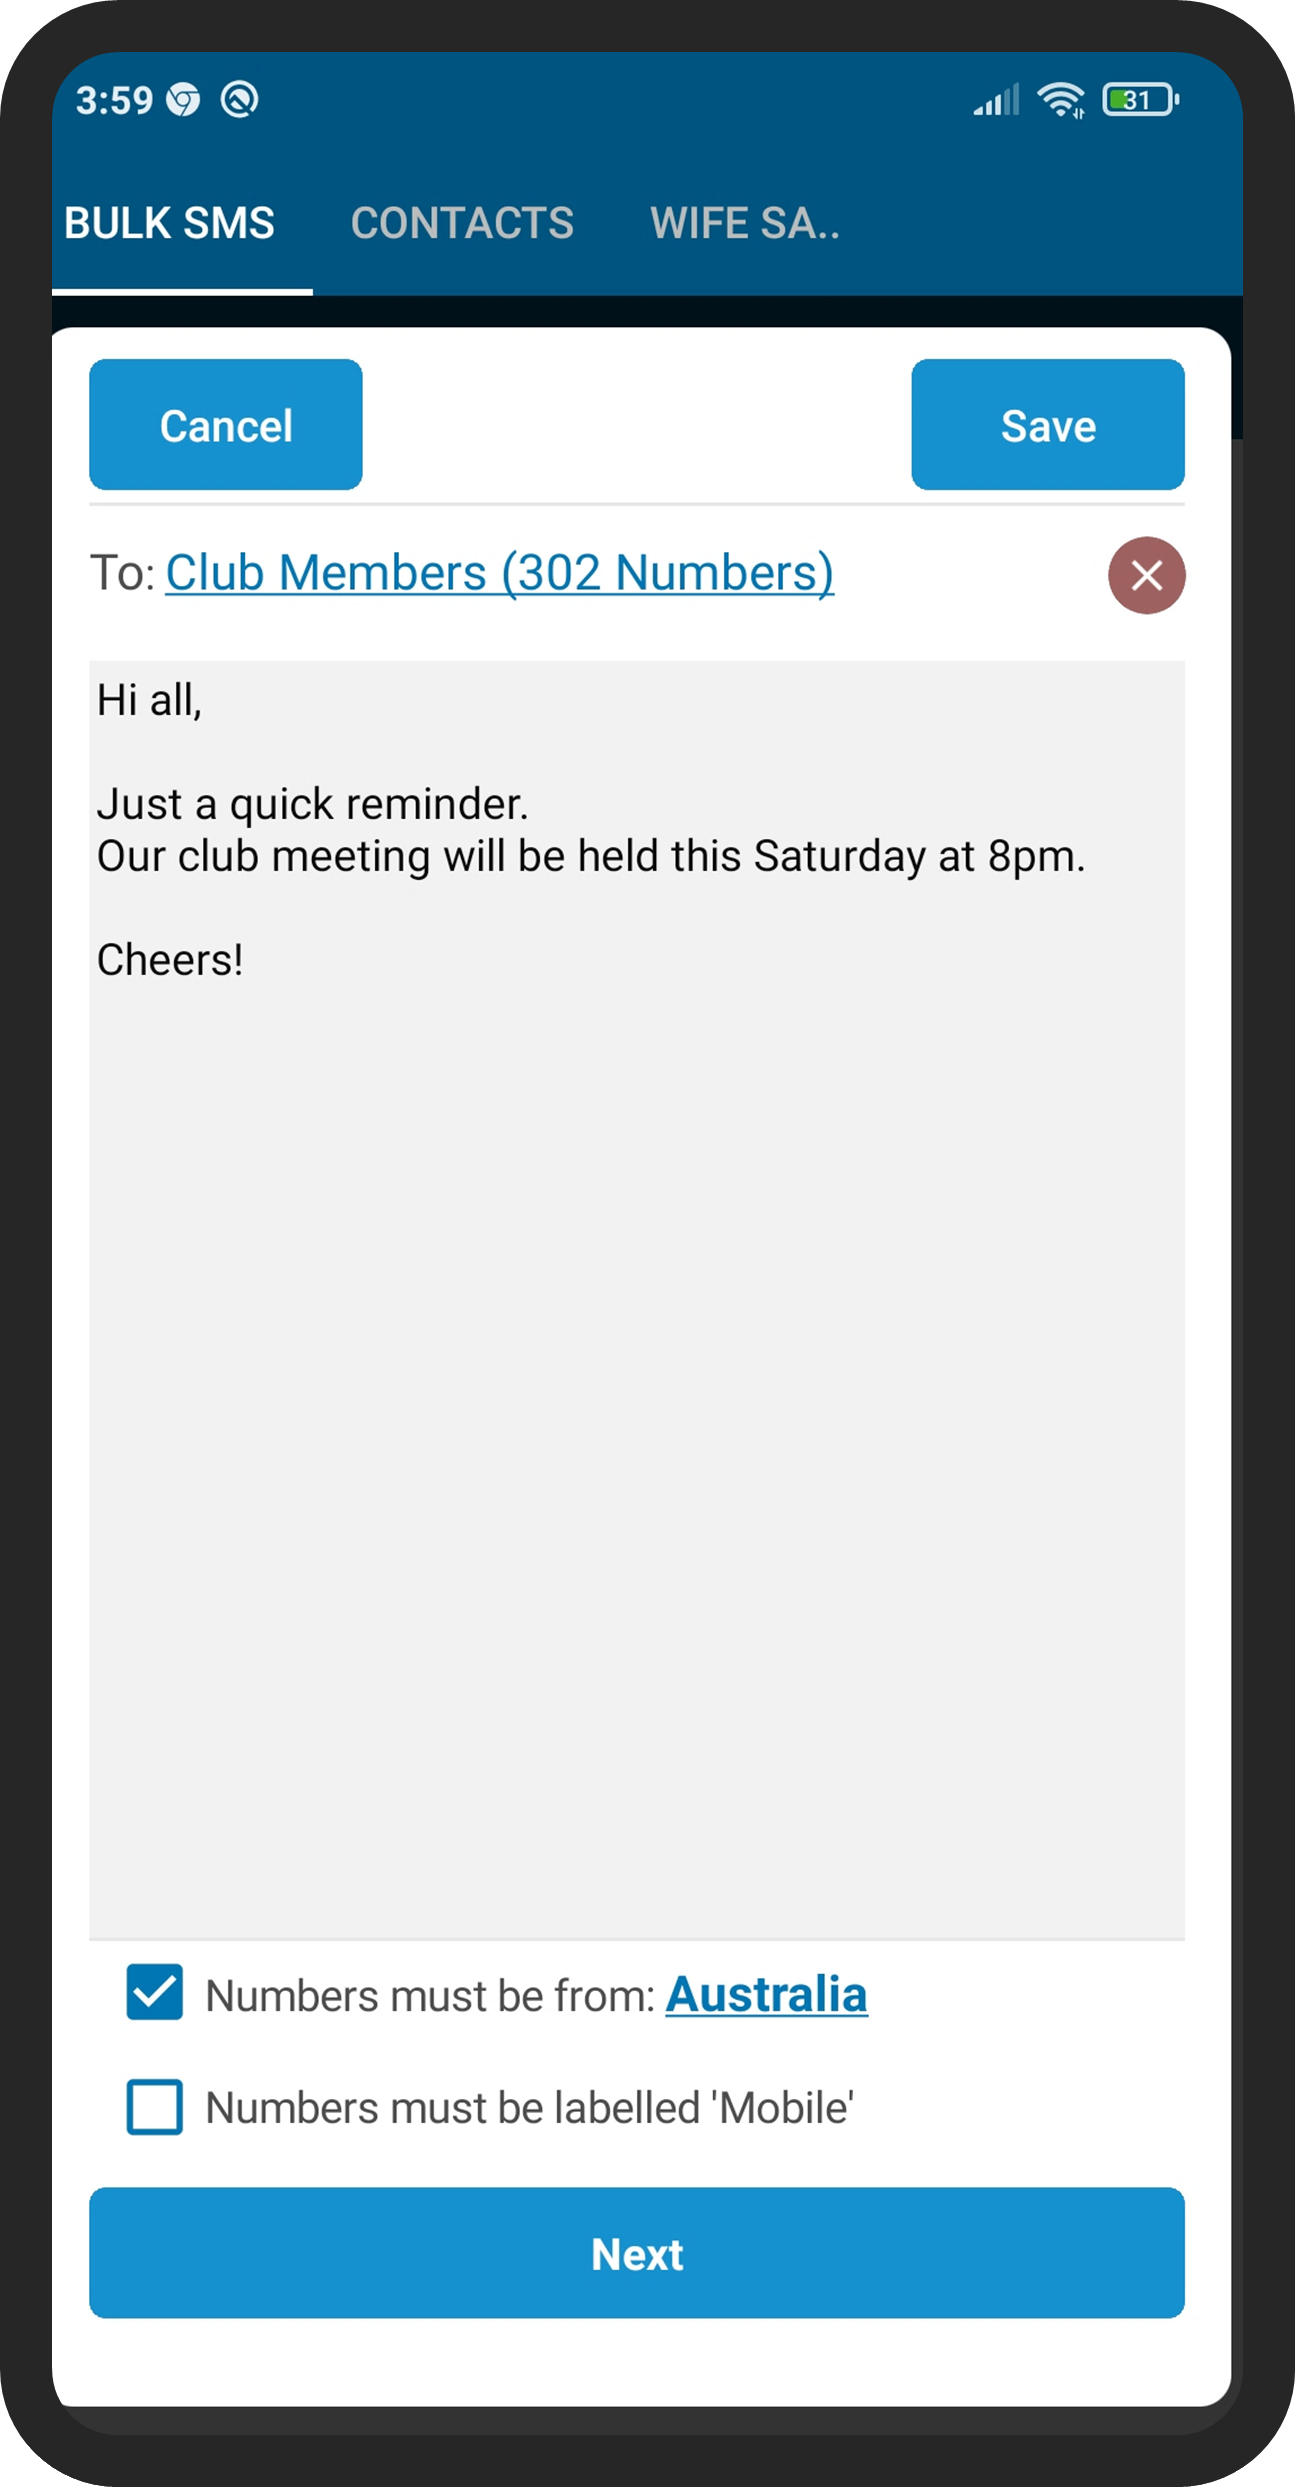 3:59
31
BULK SMS CONTACTS WIFE SA..
Cancel Save
To: Club Members (302 Numbers)
Hi all,
Just a quick reminder.
Our club meeting will be held this Saturday at 8pm.
Cheers!
Numbers must be from: Australia
Numbers must be labelled 'Mobile'
Next